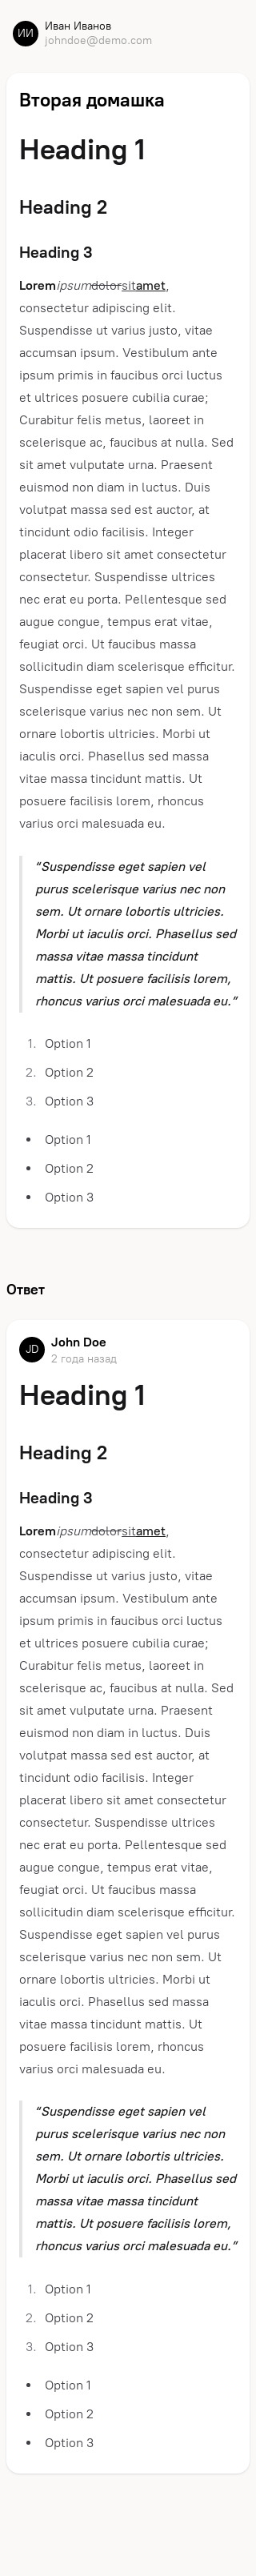 ИИ
Иван Иванов
johndoe@demo.com
Вторая домашка
Heading 1
Heading 2
Heading 3
Loremipsumdolorsitamet,
consectetur adipiscing elit.
Suspendisse ut varius justo, vitae
accumsan ipsum. Vestibulum ante
ipsum primis in faucibus orci luctus
et ultrices posuere cubilia curae;
Curabitur felis metus, laoreet in
scelerisque ac, faucibus at nulla. Sed
sit amet vulputate urna. Praesent
euismod non diam in luctus. Duis
volutpat massa sed est auctor, at
tincidunt odio facilisis. Integer
placerat libero sit amet consectetur
consectetur. Suspendisse ultrices
nec erat eu porta. Pellentesque sed
augue congue, tempus erat vitae,
feugiat orci. Ut faucibus massa
sollicitudin diam scelerisque efficitur.
Suspendisse eget sapien vel purus
scelerisque varius nec non sem. Ut
ornare lobortis ultricies. Morbi ut
iaculis orci. Phasellus sed massa
vitae massa tincidunt mattis. Ut
posuere facilisis lorem, rhoncus
varius orci malesuada eu.
“Suspendisse eget sapien vel
purus scelerisque varius nec non
sem. Ut ornare lobortis ultricies.
Morbi ut iaculis orci. Phasellus sed
massa vitae massa tincidunt
mattis. Ut posuere facilisis lorem,
rhoncus varius orci malesuada eu.”
1. Option 1
2. Option 2
3. Option 3
• Option 1
• Option 2
• Option 3
Ответ
JD
John Doe
2 года назад
Heading 1
Heading 2
Heading 3
Loremipsumdolorsitamet,
consectetur adipiscing elit.
Suspendisse ut varius justo, vitae
accumsan ipsum. Vestibulum ante
ipsum primis in faucibus orci luctus
et ultrices posuere cubilia curae;
Curabitur felis metus, laoreet in
scelerisque ac, faucibus at nulla. Sed
sit amet vulputate urna. Praesent
euismod non diam in luctus. Duis
volutpat massa sed est auctor, at
tincidunt odio facilisis. Integer
placerat libero sit amet consectetur
consectetur. Suspendisse ultrices
nec erat eu porta. Pellentesque sed
augue congue, tempus erat vitae,
feugiat orci. Ut faucibus massa
sollicitudin diam scelerisque efficitur.
Suspendisse eget sapien vel purus
scelerisque varius nec non sem. Ut
ornare lobortis ultricies. Morbi ut
iaculis orci. Phasellus sed massa
vitae massa tincidunt mattis. Ut
posuere facilisis lorem, rhoncus
varius orci malesuada eu.
“Suspendisse eget sapien vel
purus scelerisque varius nec non
sem. Ut ornare lobortis ultricies.
Morbi ut iaculis orci. Phasellus sed
massa vitae massa tincidunt
mattis. Ut posuere facilisis lorem,
rhoncus varius orci malesuada eu.”
1. Option 1
2. Option 2
3. Option 3
• Option 1
• Option 2
• Option 3